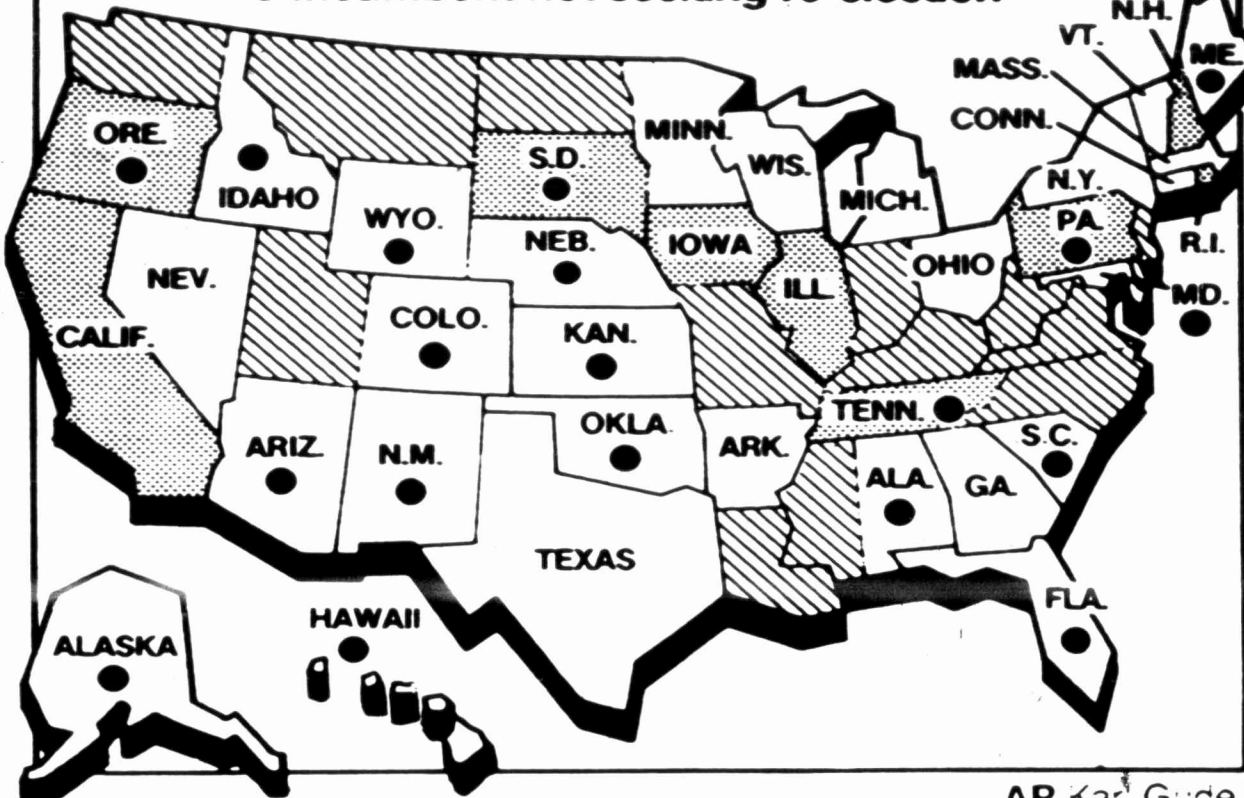 N.H.
VT.
ME.
MASS.
CONN.
ORE.
IDAHO
WYO.
S.D.
MINN.
WIS.
MICH.
N.Y.
PA.
R.I.
MD.
NEV.
NEB.
IOWA
ILL
OHIO
CALIF.
COLO.
KAN.
TENN.
ARIZ.
N.M.
OKLA.
ARK.
S.C.
ALA.
GA.
TEXAS
FLA.
HAWAII
ALASKA
AP